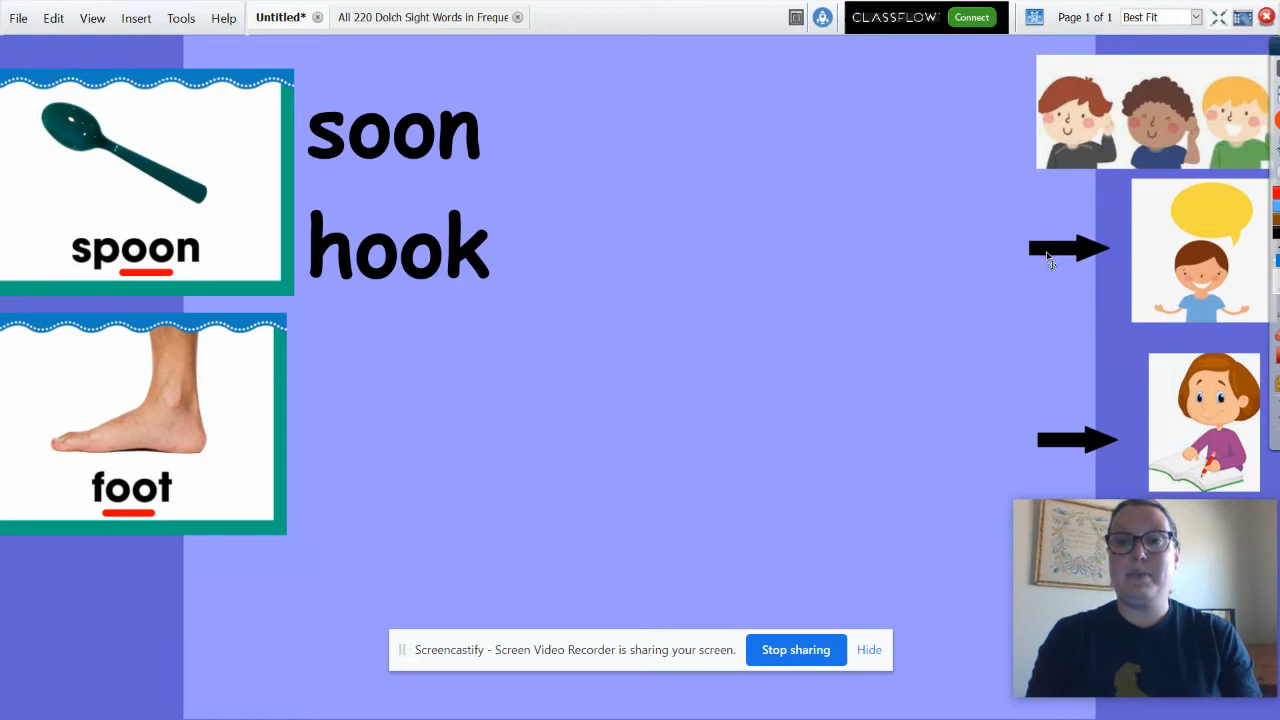 File Edit View Insert Tools Help Untitled* All 220 Dolch Sight Words in Freque CLASSFLOW Connect Page 1 of 1 Best Fit
soon
spoon
hook
foot
Screencastify - Screen Video Recorder is sharing your screen. Stop sharing Hide